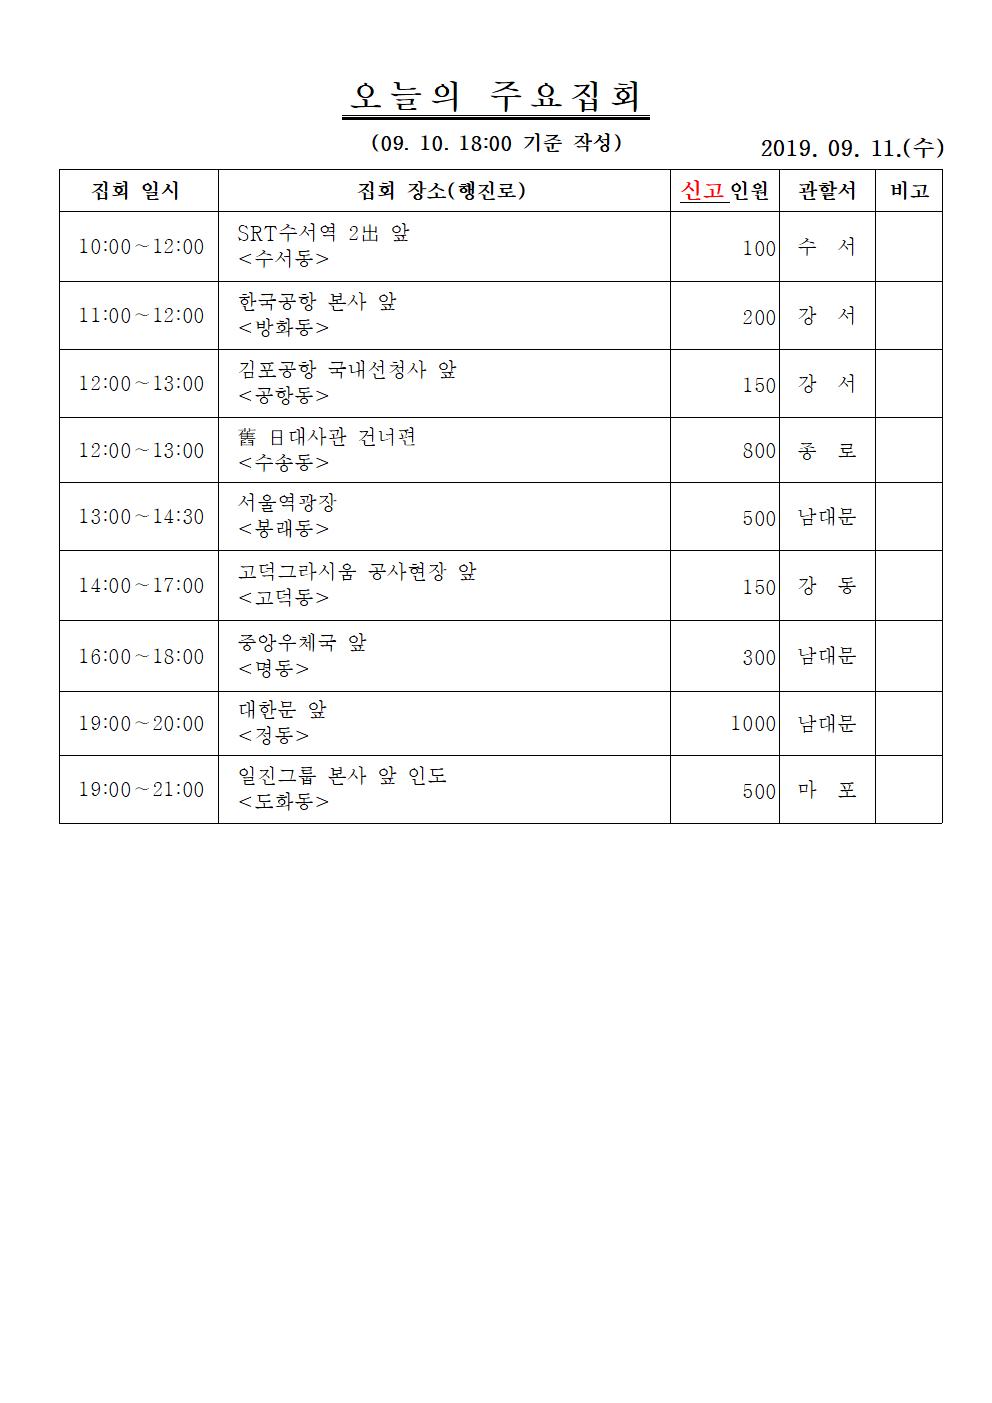 오늘의 주요집회
(09. 10. 18:00 기준 작성)
2019. 09. 11.(수)
집회 일시 집회 장소(행진로) 신고 인원 관할서 비고
10:00~12:00 SRT수서역 2出 앞 <수서동> 100 수 서
11:00~12:00 한국공항 본사 앞 <방화동> 200 강 서
12:00~13:00 김포공항 국내선청사 앞 <공항동> 150 강 서
12:00~13:00 舊 日대사관 건너편 <수송동> 800 종 로
13:00~14:30 서울역광장 <봉래동> 500 남대문
14:00~17:00 고덕그라시움 공사현장 앞 <고덕동> 150 강 동
16:00~18:00 중앙우체국 앞 <명동> 300 남대문
19:00~20:00 대한문 앞 <정동> 1000 남대문
19:00~21:00 일진그룹 본사 앞 인도 <도화동> 500 마 포